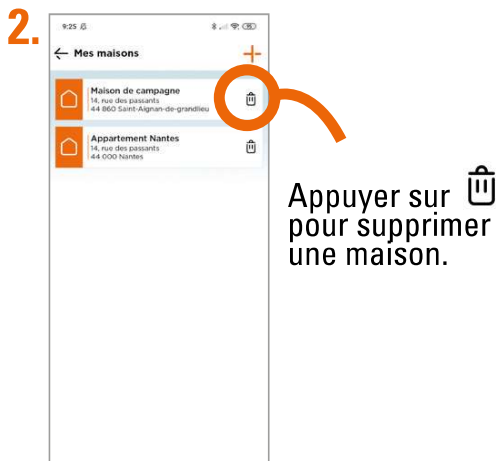 2.
9:25
Mes maisons
Maison de campagne
14, rue des passants
44 860 Saint-Aignan-de-grandlieu
Appartement Nantes
14, rue des passants
44 000 Nantes
Appuyer sur
pour supprimer
une maison.